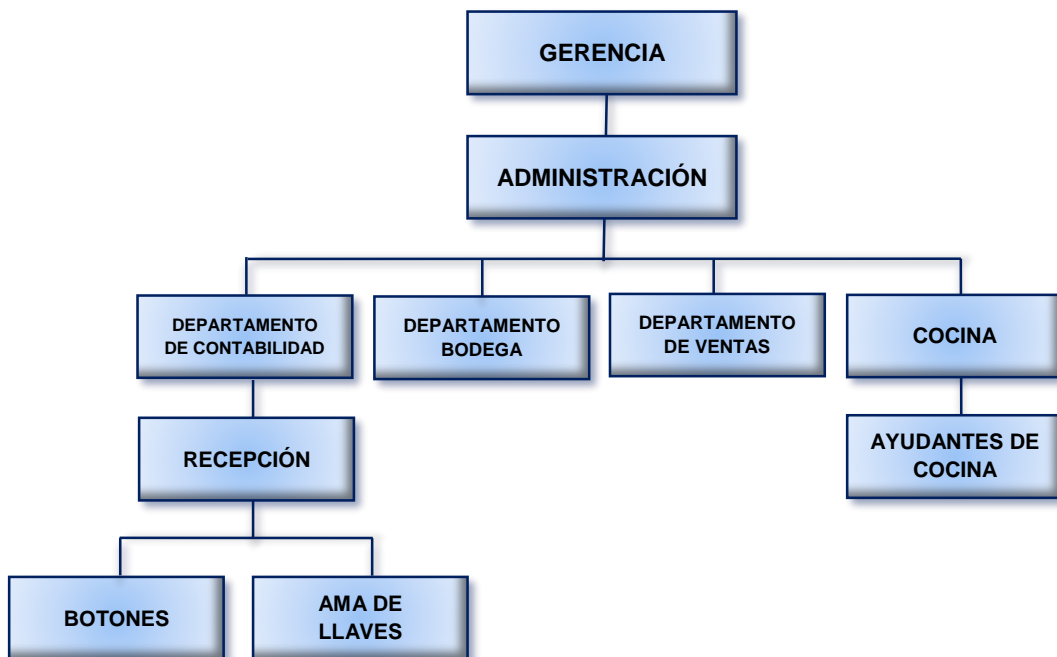 GERENCIA
ADMINISTRACIÓN
DEPARTAMENTO
DE CONTABILIDAD
DEPARTAMENTO
BODEGA
DEPARTAMENTO
DE VENTAS
COCINA
RECEPCIÓN
AYUDANTES DE
COCINA
BOTONES
AMA DE
LLAVES